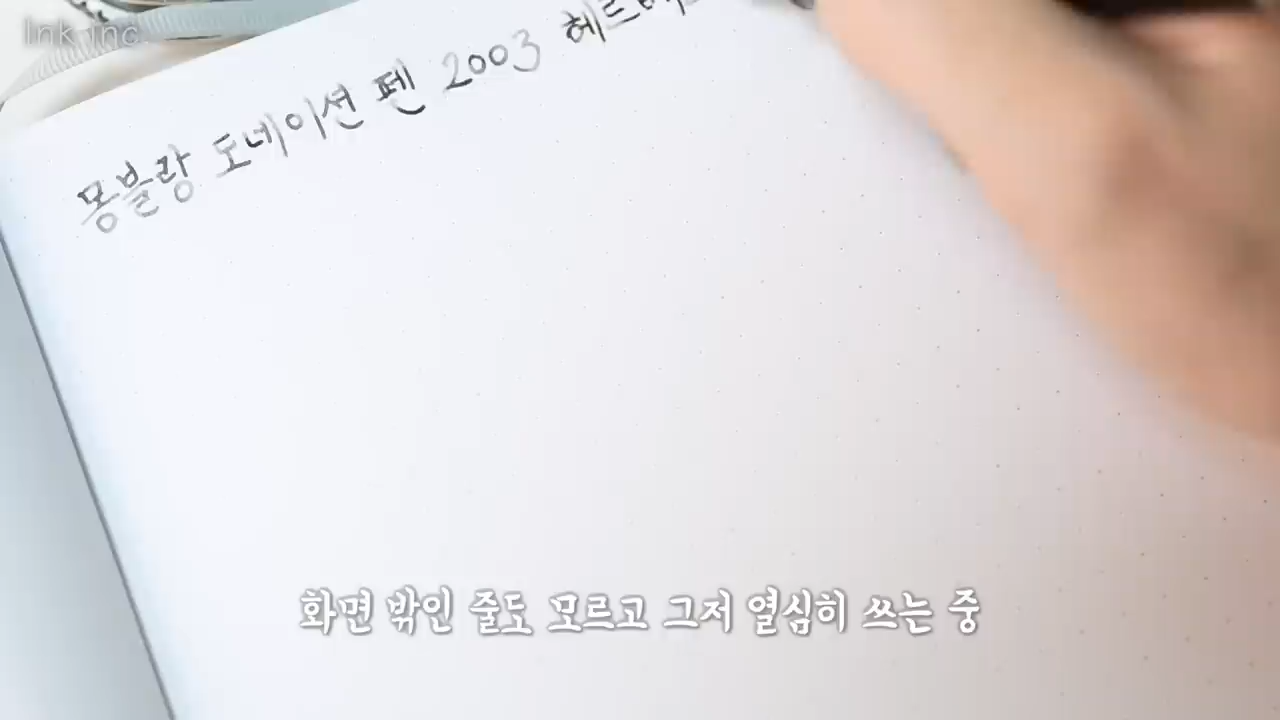 Ink inc.
몽블랑 도네이션 펜 2003
화면 밖인 줄도 모르고 그저 열심히 쓰는 중